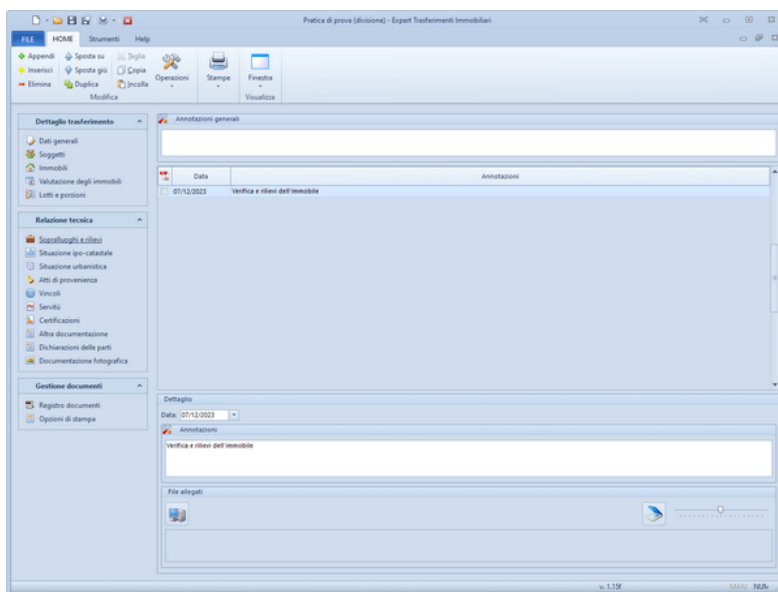 Pratica di prova (divisione) - Expert Trasferimenti Immobiliari
FILE HOME Strumenti Help
Appendi Sposta su Taglia
Inserisci Sposta giù Copia
Elimina Duplica Incolla
Operazioni Stampe Finestra
Modifica Visualizza
Dettaglio trasferimento
Dati generali
Soggetti
Immobili
Valutazione degli immobili
Lotti e porzioni
Relazione tecnica
Sopralluoghi e rilievi
Situazione ipo-catastale
Situazione urbanistica
Atti di provenienza
Vincoli
Servitù
Certificazioni
Altra documentazione
Dichiarazioni delle parti
Documentazione fotografica
Gestione documenti
Registro documenti
Opzioni di stampa
Annotazioni generali
Data Annotazioni
07/12/2023 Verifica e rilievi dell'immobile
Dettaglio
Data: 07/12/2023
Annotazioni
Verifica e rilievi dell'immobile
File allegati
v. 1.15f MAIU NUM